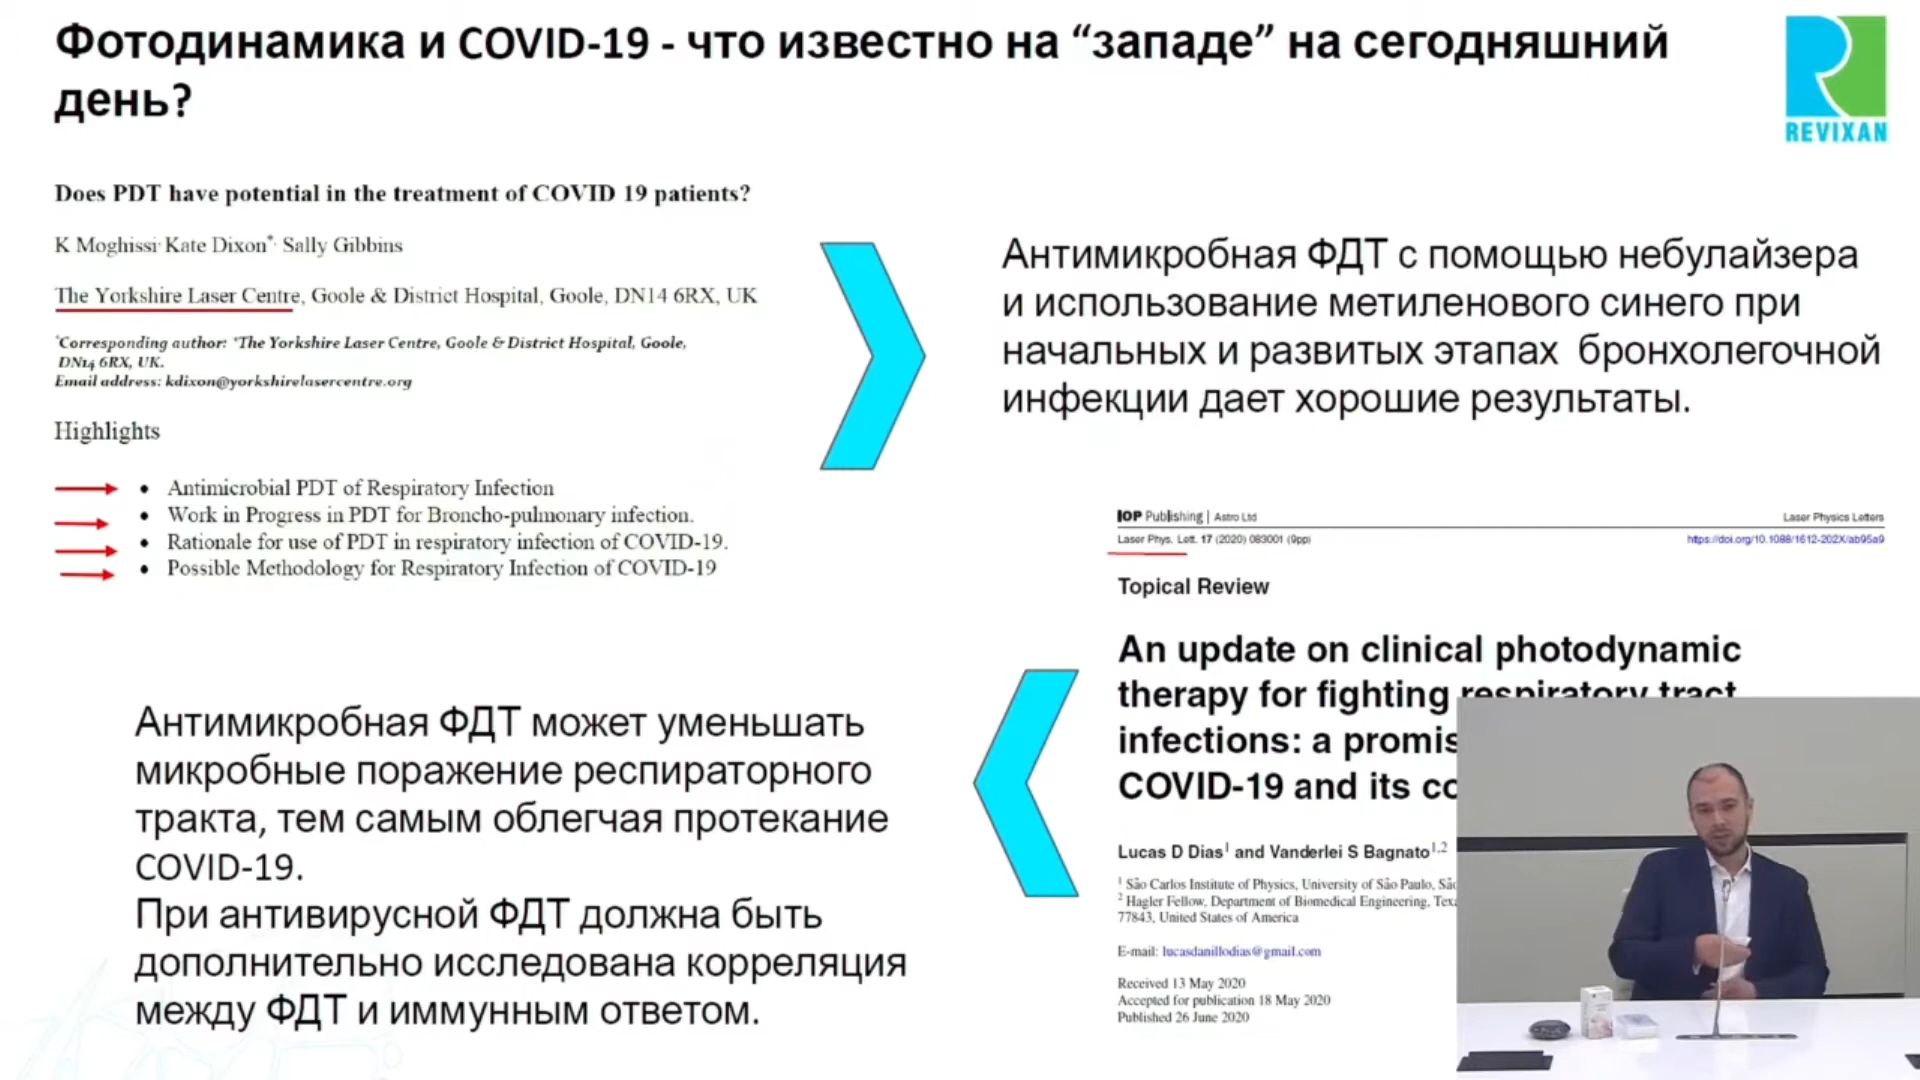 Фотодинамика и COVID-19 - что известно на “западе” на сегодняшний
день?
REVIXAN
Does PDT have potential in the treatment of COVID 19 patients?
K Moghissi, Kate Dixon*, Sally Gibbins
The Yorkshire Laser Centre, Goole & District Hospital, Goole, DN14 6RX, UK
*Corresponding author: *The Yorkshire Laser Centre, Goole & District Hospital, Goole,
DN14 6RX, UK.
Email address: kdixon@yorkshirelasercentre.org
Highlights
• Antimicrobial PDT of Respiratory Infection
• Work in Progress in PDT for Broncho-pulmonary infection.
• Rationale for use of PDT in respiratory infection of COVID-19.
• Possible Methodology for Respiratory Infection of COVID-19
Антимикробная ФДТ с помощью небулайзера
и использование метиленового синего при
начальных и развитых этапах бронхолегочной
инфекции дает хорошие результаты.
IOP Publishing | Astro Ltd
Laser Physics Letters
Laser Phys. Lett. 17 (2020) 083001 (9pp)
https://doi.org/10.1088/1612-202X/ab95a9
Topical Review
An update on clinical photodynamic
therapy for fighting respiratory tract
infections: a promis
COVID-19 and its co
Lucas D Dias1 and Vanderlei S Bagnato1,2
1 São Carlos Institute of Physics, University of São Paulo, São
2 Hagler Fellow, Department of Biomedical Engineering, Texa
77843, United States of America
E-mail: lucasdanillodias@gmail.com
Received 13 May 2020
Accepted for publication 18 May 2020
Published 26 June 2020
Антимикробная ФДТ может уменьшать
микробные поражение респираторного
тракта, тем самым облегчая протекание
COVID-19.
При антивирусной ФДТ должна быть
дополнительно исследована корреляция
между ФДТ и иммунным ответом.